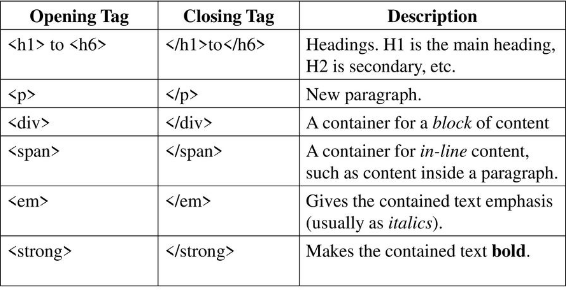 Opening Tag Closing Tag Description
<h1> to <h6> </h1>to</h6> Headings. H1 is the main heading,
H2 is secondary, etc.
<p> </p> New paragraph.
<div> </div> A container for a block of content
<span> </span> A container for in-line content,
such as content inside a paragraph.
<em> </em> Gives the contained text emphasis
(usually as italics).
<strong> </strong> Makes the contained text bold.